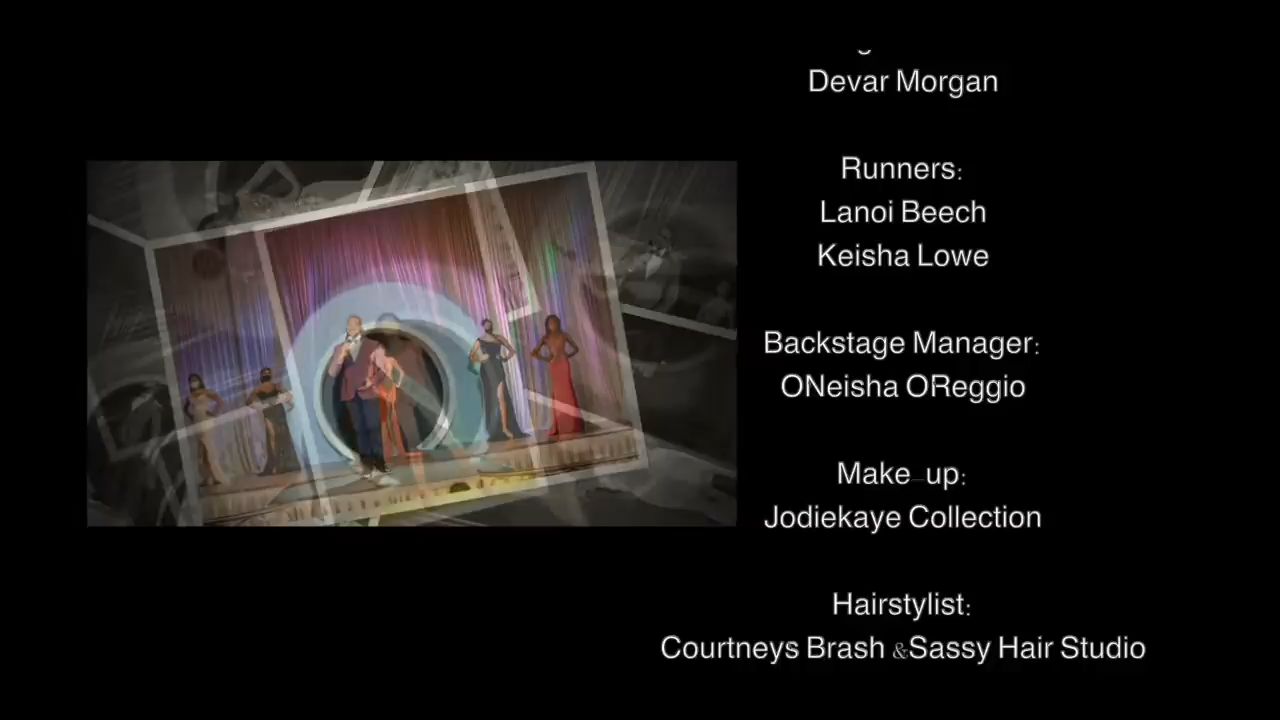 Devar Morgan
Runners:
Lanoi Beech
Keisha Lowe
Backstage Manager:
ONeisha OReggio
Make-up:
Jodiekaye Collection
Hairstylist:
Courtneys Brash &Sassy Hair Studio